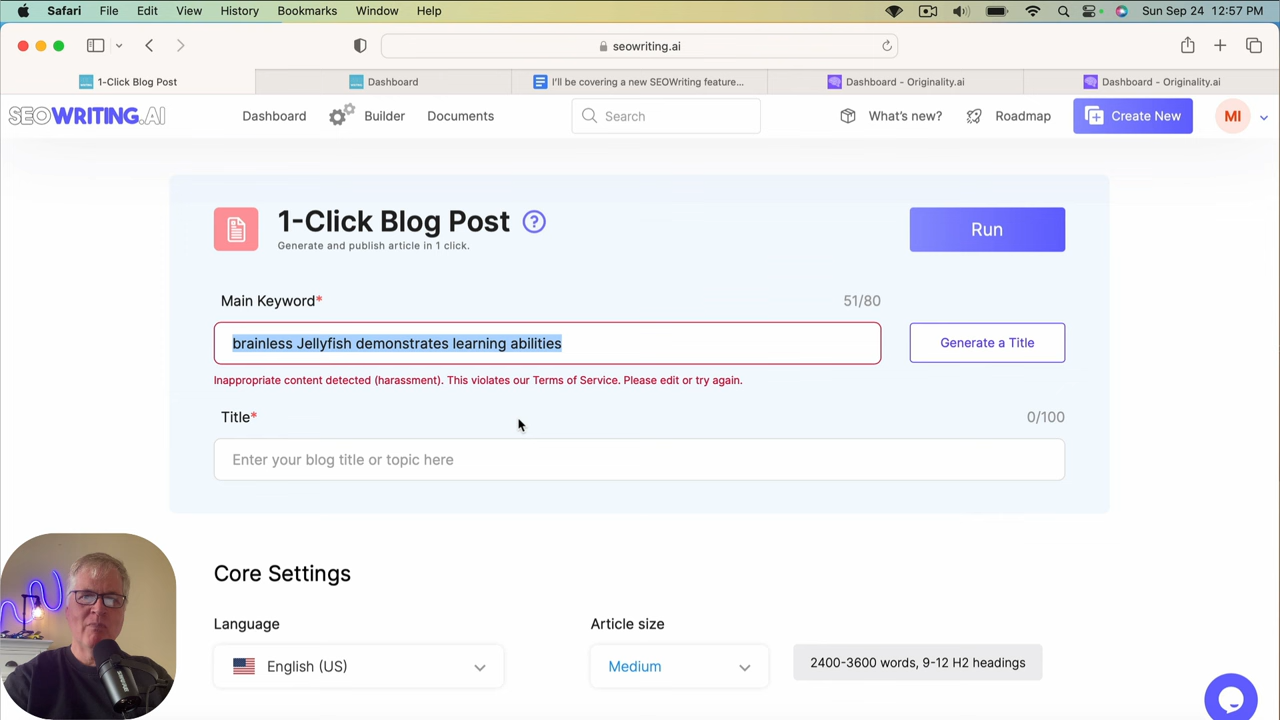 Safari File Edit View History Bookmarks Window Help Sun Sep 24 12:57 PM
seowriting.ai
1-Click Blog Post Dashboard I'll be covering a new SEOWriting feature... Dashboard - Originality.ai Dashboard - Originality.ai
SEOWRITING.AI Dashboard Builder Documents Search What's new? Roadmap Create New MI
1-Click Blog Post ?
Generate and publish article in 1 click.
Run
Main Keyword* 51/80
brainless Jellyfish demonstrates learning abilities
Generate a Title
Inappropriate content detected (harassment). This violates our Terms of Service. Please edit or try again.
Title* 0/100
Enter your blog title or topic here
Core Settings
Language Article size
English (US) Medium 2400-3600 words, 9-12 H2 headings